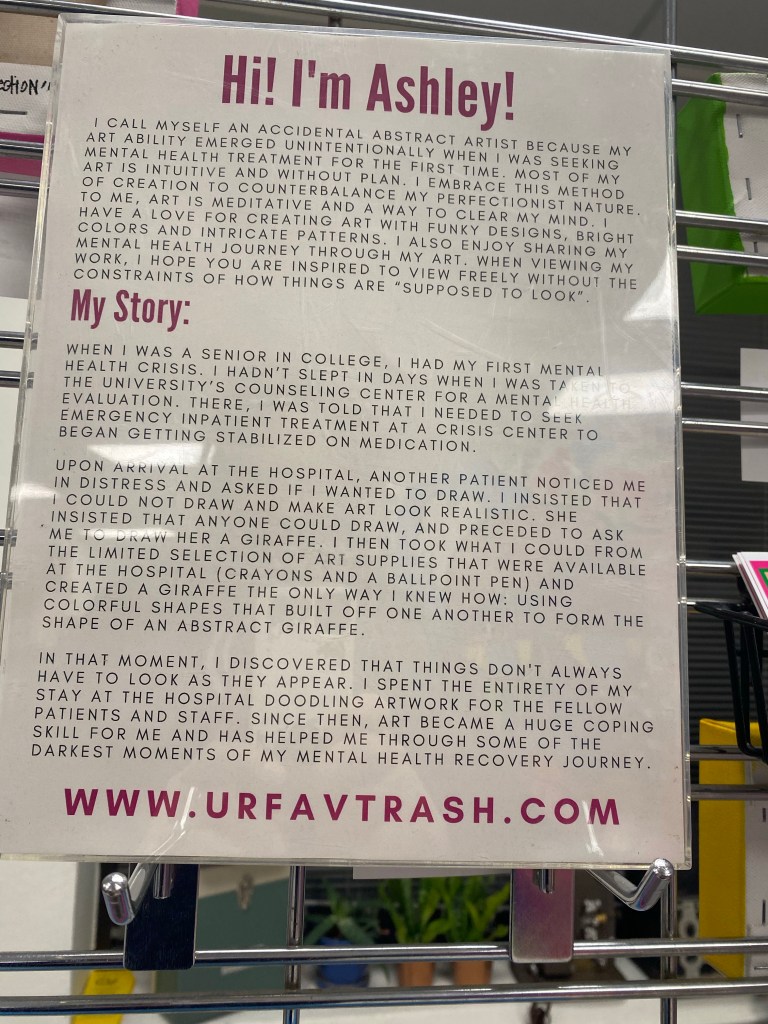 ection"
Hi! I'm Ashley!
I CALL MYSELF AN ACCIDENTAL ABSTRACT ARTIST BECAUSE MY
ART ABILITY EMERGED UNINTENTIONALLY WHEN I WAS SEEKING
MENTAL HEALTH TREATMENT FOR THE FIRST TIME. MOST OF MY
ART IS INTUITIVE AND WITHOUT PLAN. I EMBRACE THIS METHOD
OF CREATION TO COUNTERBALANCE MY PERFECTIONIST NATURE.
TO ME, ART IS MEDITATIVE AND A WAY TO CLEAR MY MIND. I
HAVE A LOVE FOR CREATING ART WITH FUNKY DESIGNS, BRIGHT
COLORS AND INTRICATE PATTERNS. I ALSO ENJOY SHARING MY
MENTAL HEALTH JOURNEY THROUGH MY ART. WHEN VIEWING MY
WORK, I HOPE YOU ARE INSPIRED TO VIEW FREELY WITHOUT THE
CONSTRAINTS OF HOW THINGS ARE “SUPPOSED TO LOOK”.
My Story:
WHEN I WAS A SENIOR IN COLLEGE, I HAD MY FIRST MENTAL
HEALTH CRISIS. I HADN’T SLEPT IN DAYS WHEN I WAS TAKEN TO
THE UNIVERSITY’S COUNSELING CENTER FOR A MENTAL HEALTH
EVALUATION. THERE, I WAS TOLD THAT I NEEDED TO SEEK
EMERGENCY INPATIENT TREATMENT AT A CRISIS CENTER TO
BEGAN GETTING STABILIZED ON MEDICATION.
UPON ARRIVAL AT THE HOSPITAL, ANOTHER PATIENT NOTICED ME
IN DISTRESS AND ASKED IF I WANTED TO DRAW. I INSISTED THAT
I COULD NOT DRAW AND MAKE ART LOOK REALISTIC. SHE
INSISTED THAT ANYONE COULD DRAW, AND PRECEDED TO ASK
ME TO DRAW HER A GIRAFFE. I THEN TOOK WHAT I COULD FROM
THE LIMITED SELECTION OF ART SUPPLIES THAT WERE AVAILABLE
AT THE HOSPITAL (CRAYONS AND A BALLPOINT PEN) AND
CREATED A GIRAFFE THE ONLY WAY I KNEW HOW: USING
COLORFUL SHAPES THAT BUILT OFF ONE ANOTHER TO FORM THE
SHAPE OF AN ABSTRACT GIRAFFE.
IN THAT MOMENT, I DISCOVERED THAT THINGS DON'T ALWAYS
HAVE TO LOOK AS THEY APPEAR. I SPENT THE ENTIRETY OF MY
STAY AT THE HOSPITAL DOODLING ARTWORK FOR THE FELLOW
PATIENTS AND STAFF. SINCE THEN, ART BECAME A HUGE COPING
SKILL FOR ME AND HAS HELPED ME THROUGH SOME OF THE
DARKEST MOMENTS OF MY MENTAL HEALTH RECOVERY JOURNEY.
WWW.URFAVTRASH.COM